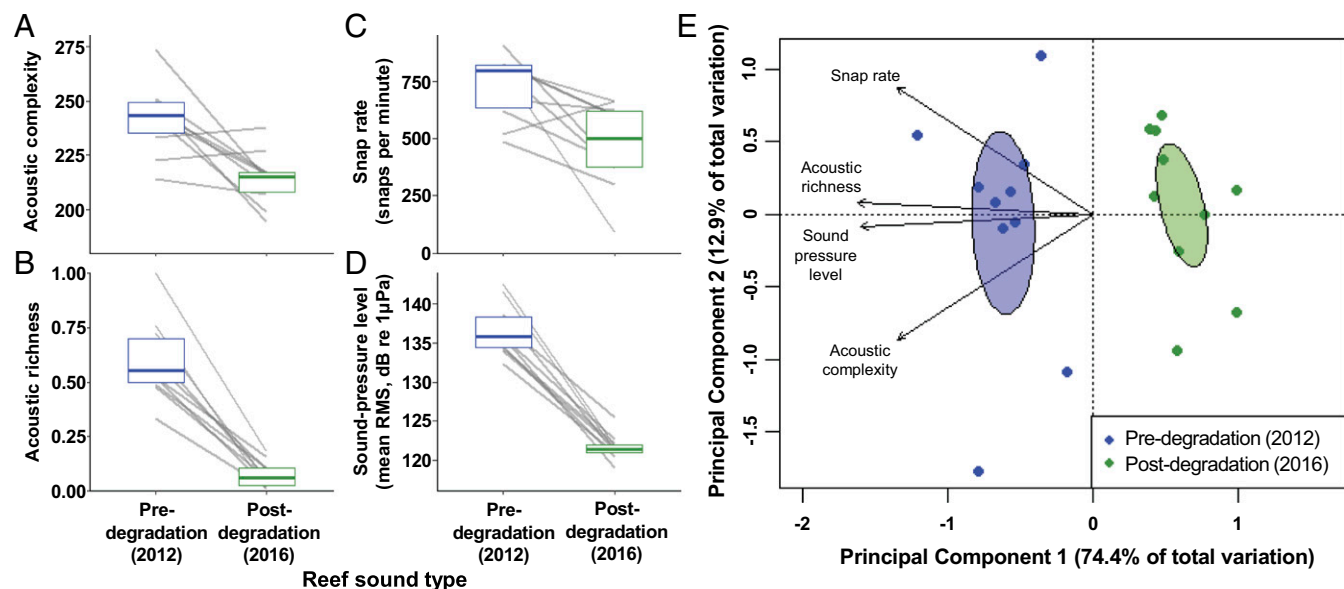 A
Acoustic complexity
275
250
225
200
B
Acoustic richness
1.00
0.75
0.50
0.25
0.00
Pre-
degradation
(2012)
Post-
degradation
(2016)
C
Snap rate
(snaps per minute)
750
500
250
0
D
Sound-pressure level
(mean RMS, dB re 1µPa)
140
135
130
125
120
Pre-
degradation
(2012)
Post-
degradation
(2016)
Reef sound type
E
Principal Component 2 (12.9% of total variation)
1.0
0.5
0
-0.5
-1.0
-1.5
Snap rate
Acoustic
richness
Sound
pressure
level
Acoustic
complexity
Pre-degradation (2012)
Post-degradation (2016)
-2
-1
0
1
Principal Component 1 (74.4% of total variation)